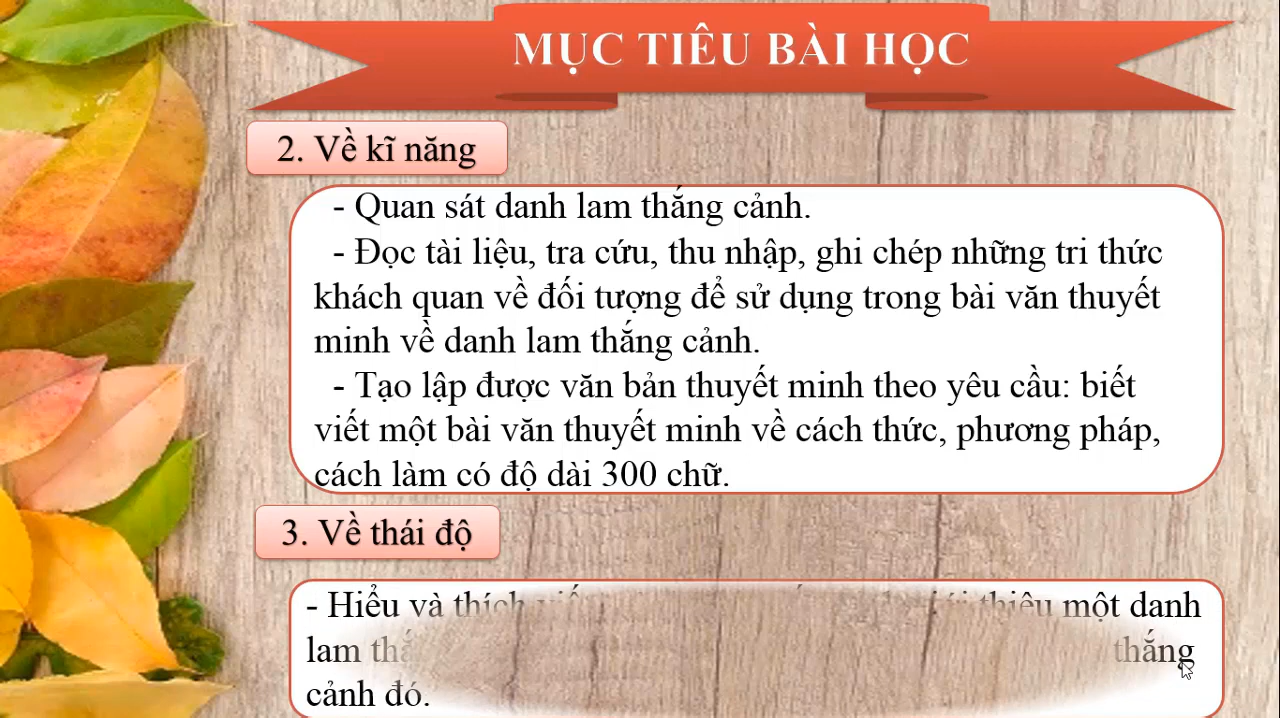 MỤC TIÊU BÀI HỌC
2. Về kĩ năng
- Quan sát danh lam thắng cảnh.
- Đọc tài liệu, tra cứu, thu nhập, ghi chép những tri thức
khách quan về đối tượng để sử dụng trong bài văn thuyết
minh về danh lam thắng cảnh.
- Tạo lập được văn bản thuyết minh theo yêu cầu: biết
viết một bài văn thuyết minh về cách thức, phương pháp,
cách làm có độ dài 300 chữ.
3. Về thái độ
- Hiểu và thích thiệu một danh
lam thắng
cảnh đó.